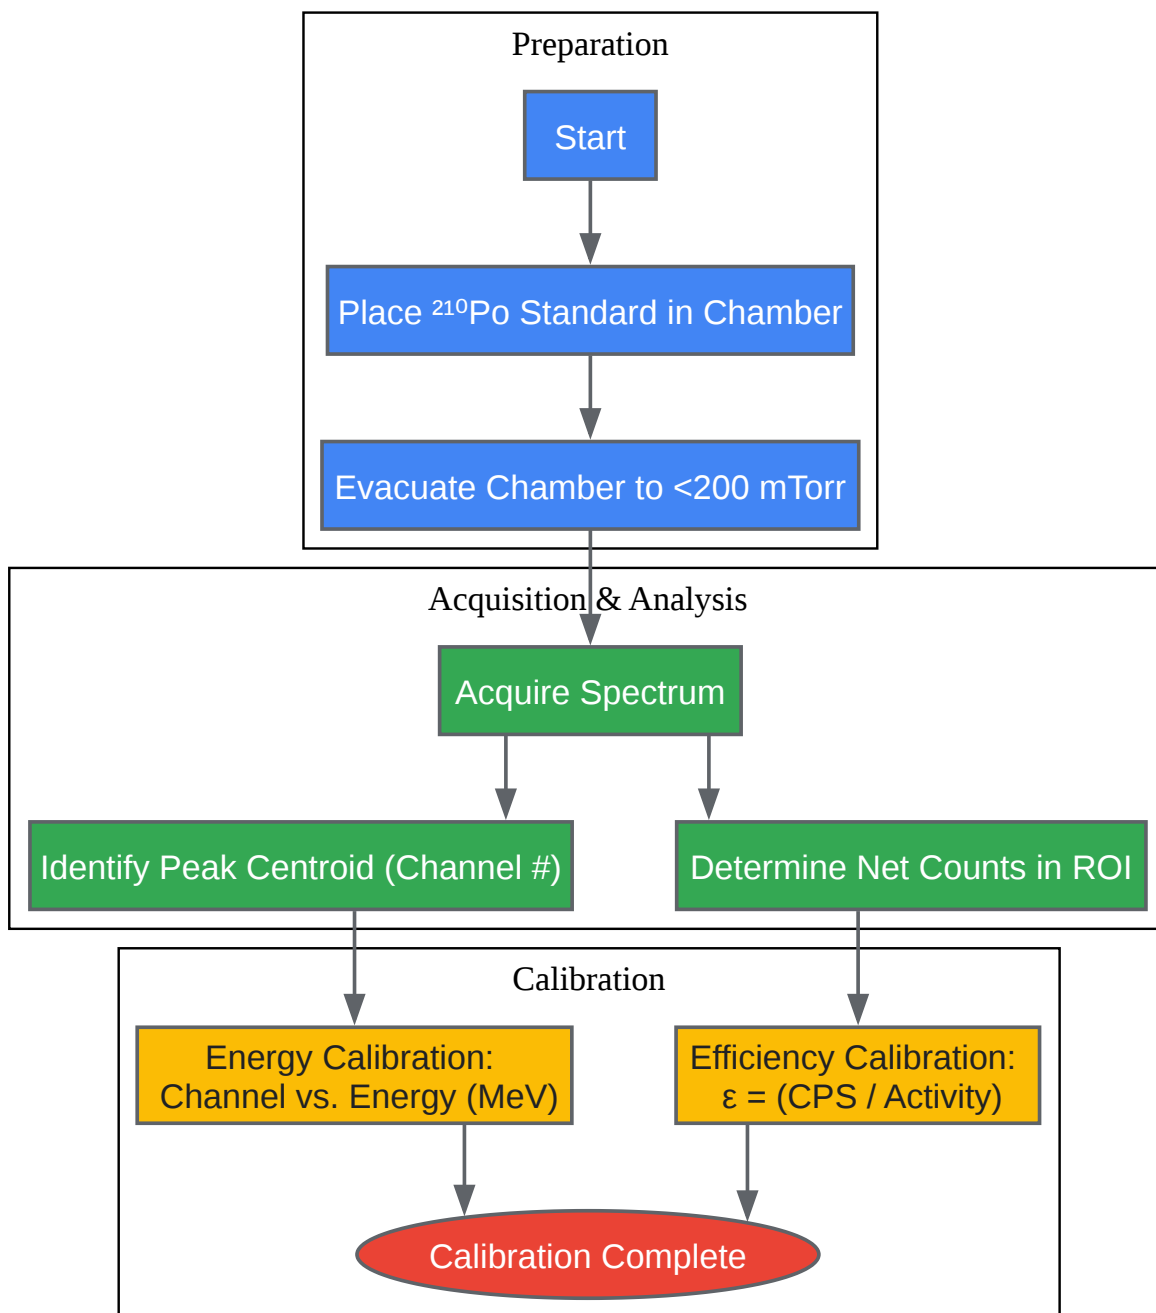 Preparation
Start
Place ²¹⁰Po Standard in Chamber
Evacuate Chamber to <200 mTorr
Acquisition & Analysis
Acquire Spectrum
Identify Peak Centroid (Channel #)
Determine Net Counts in ROI
Calibration
Energy Calibration:
Channel vs. Energy (MeV)
Efficiency Calibration:
ε = (CPS / Activity)
Calibration Complete